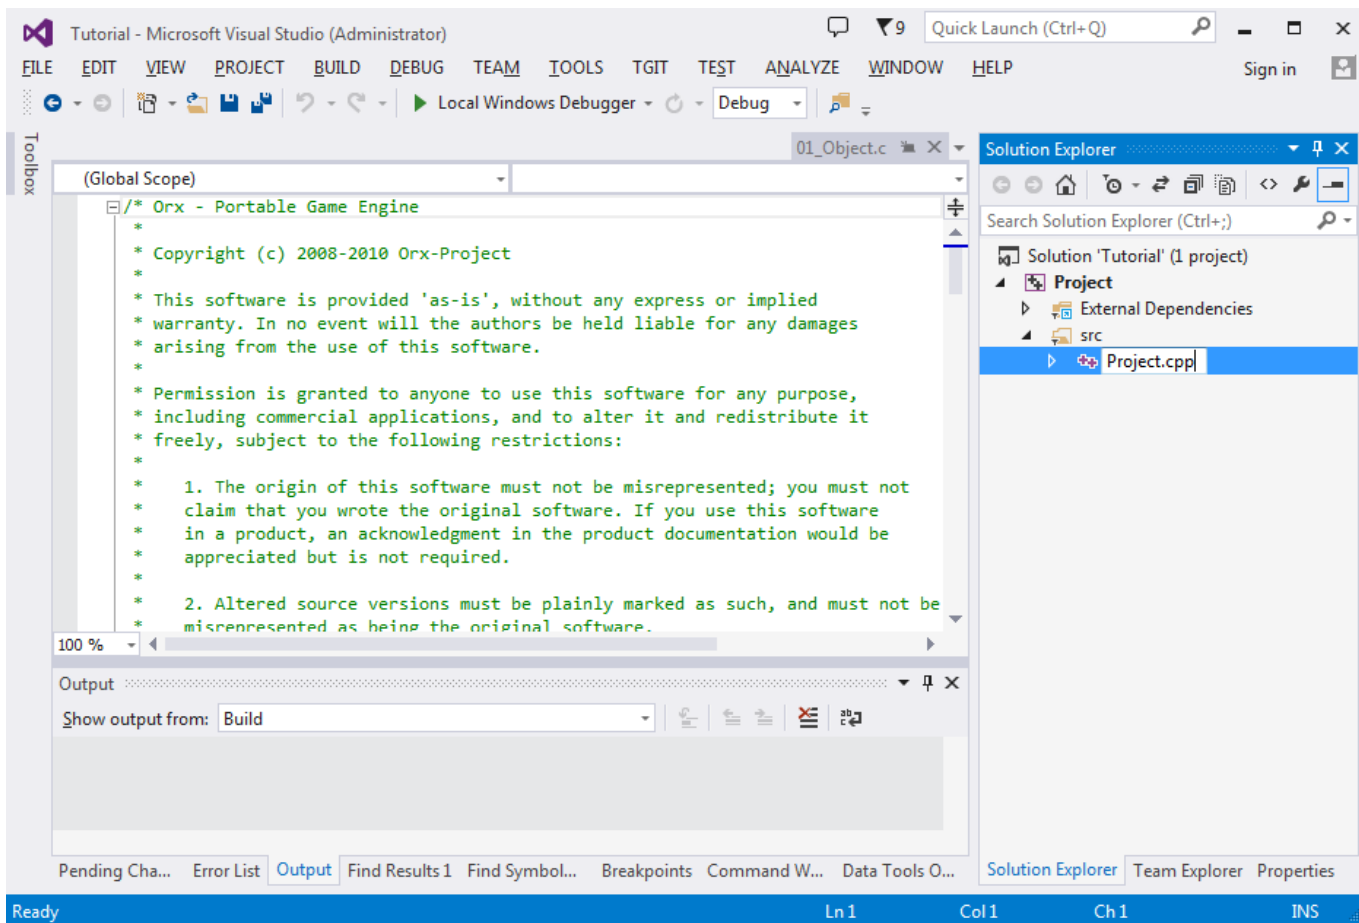 Tutorial - Microsoft Visual Studio (Administrator)
9
Quick Launch (Ctrl+Q)
FILE EDIT VIEW PROJECT BUILD DEBUG TEAM TOOLS TGIT TEST ANALYZE WINDOW HELP
Sign in
Local Windows Debugger
Debug
Toolbox
01_Object.c
(Global Scope)
/* Orx - Portable Game Engine
*
* Copyright (c) 2008-2010 Orx-Project
*
* This software is provided 'as-is', without any express or implied
* warranty. In no event will the authors be held liable for any damages
* arising from the use of this software.
*
* Permission is granted to anyone to use this software for any purpose,
* including commercial applications, and to alter it and redistribute it
* freely, subject to the following restrictions:
*
* 1. The origin of this software must not be misrepresented; you must not
* claim that you wrote the original software. If you use this software
* in a product, an acknowledgment in the product documentation would be
* appreciated but is not required.
*
* 2. Altered source versions must be plainly marked as such, and must not be
* misrepresented as being the original software.
100 %
Solution Explorer
Search Solution Explorer (Ctrl+;)
Solution 'Tutorial' (1 project)
Project
External Dependencies
src
Project.cpp
Output
Show output from: Build
Pending Cha... Error List Output Find Results 1 Find Symbol... Breakpoints Command W... Data Tools O...
Solution Explorer Team Explorer Properties
Ready Ln 1 Col 1 Ch 1 INS